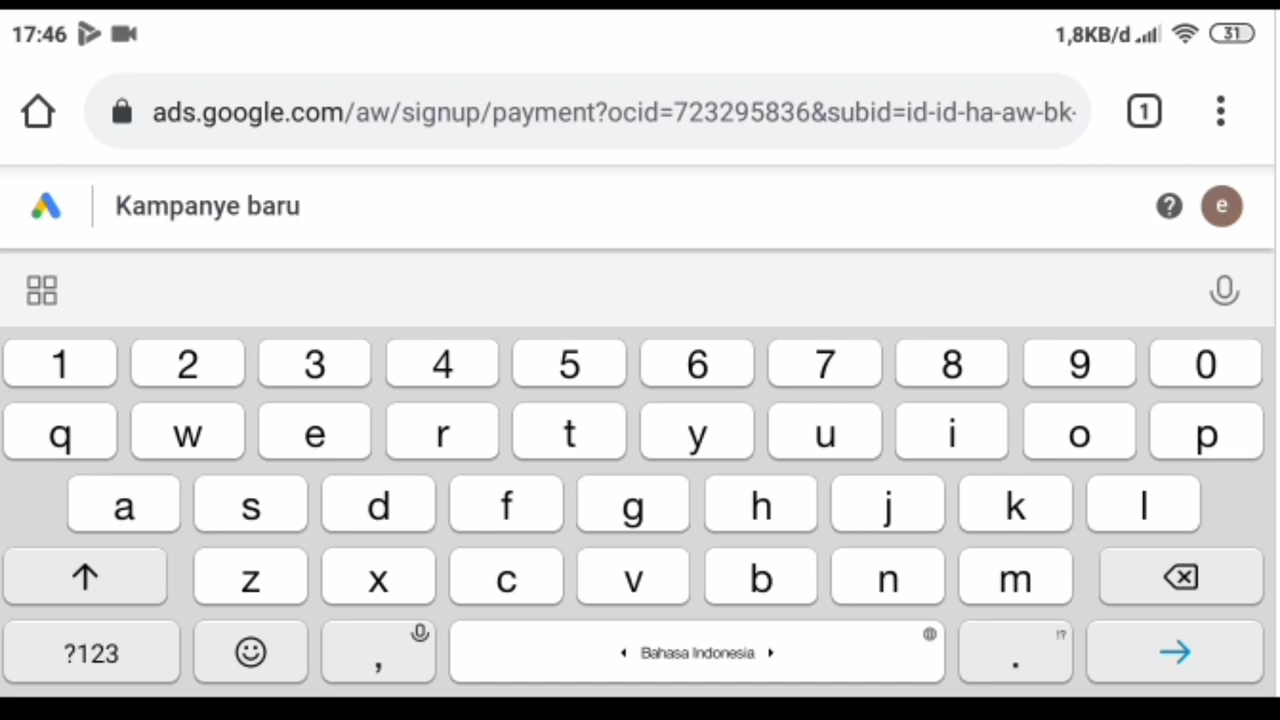 17:46 1,8KB/d 31
ads.google.com/aw/signup/payment?ocid=723295836&subid=id-id-ha-aw-bk- 1
Kampanye baru ? e
1 2 3 4 5 6 7 8 9 0
q w e r t y u i o p
a s d f g h j k l
z x c v b n m
?123 , Bahasa Indonesia !? .